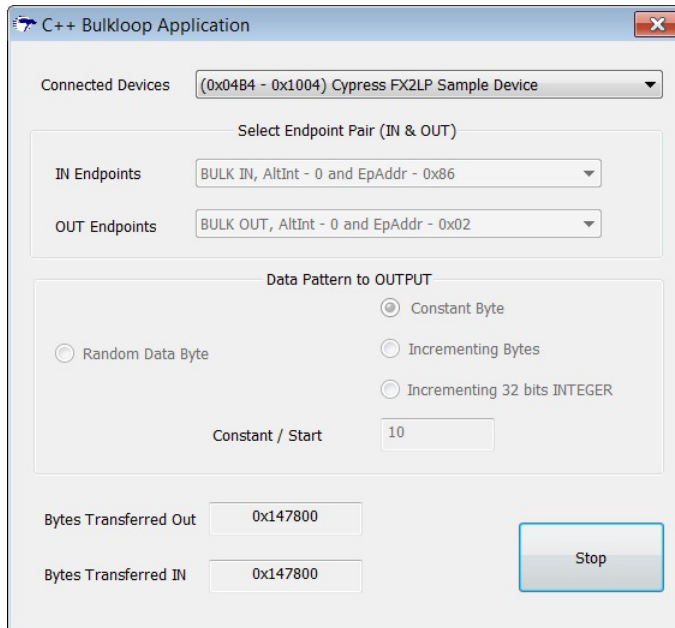 C++ Bulkloop Application
Connected Devices
(0x04B4 - 0x1004) Cypress FX2LP Sample Device
Select Endpoint Pair (IN & OUT)
IN Endpoints
BULK IN, AltInt - 0 and EpAddr - 0x86
OUT Endpoints
BULK OUT, AltInt - 0 and EpAddr - 0x02
Data Pattern to OUTPUT
Constant Byte
Random Data Byte
Incrementing Bytes
Incrementing 32 bits INTEGER
Constant / Start
10
Bytes Transferred Out
0x147800
Bytes Transferred IN
0x147800
Stop